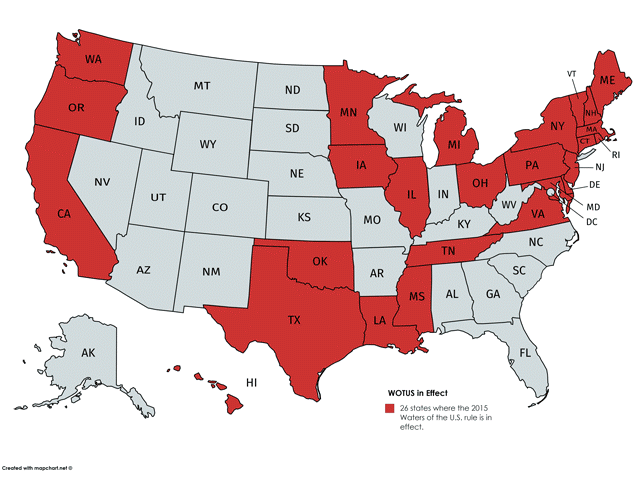 WA
MT
ND
OR
ID
SD
MN
WI
MI
VT
ME
NH
NY
MA
CT
RI
WY
NE
IA
IL
IN
OH
PA
NJ
DE
MD
DC
CA
NV
UT
CO
KS
MO
KY
WV
VA
AZ
NM
OK
AR
TN
NC
SC
TX
LA
MS
AL
GA
FL
AK
HI
WOTUS in Effect
26 states where the 2015
Waters of the U.S. rule is in
effect.
Created with mapchart.net ©